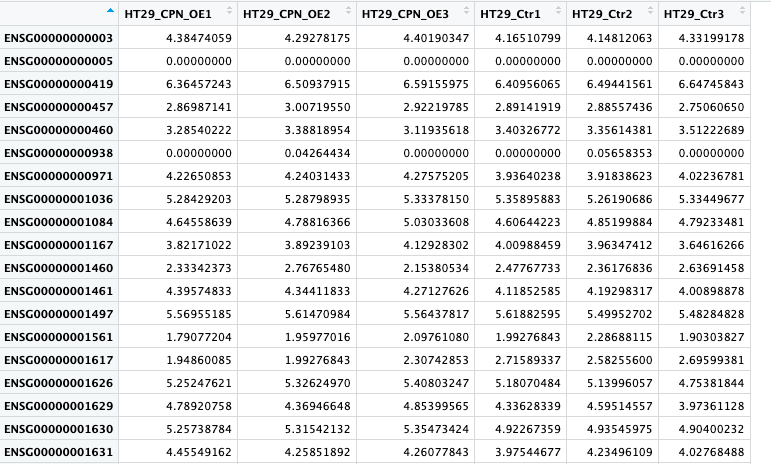 HT29_CPN_OE1 HT29_CPN_OE2 HT29_CPN_OE3 HT29_Ctr1 HT29_Ctr2 HT29_Ctr3
ENSG00000000003 4.38474059 4.29278175 4.40190347 4.16510799 4.14812063 4.33199178
ENSG00000000005 0.00000000 0.00000000 0.00000000 0.00000000 0.00000000 0.00000000
ENSG00000000419 6.36457243 6.50937915 6.59155975 6.40956065 6.49441561 6.64745843
ENSG00000000457 2.86987141 3.00719550 2.92219785 2.89141919 2.88557436 2.75060650
ENSG00000000460 3.28540222 3.38818954 3.11935618 3.40326772 3.35614381 3.51222689
ENSG00000000938 0.00000000 0.04264434 0.00000000 0.00000000 0.05658353 0.00000000
ENSG00000000971 4.22650853 4.24031433 4.27575205 3.93640238 3.91838623 4.02236781
ENSG00000001036 5.28429203 5.28798935 5.33378150 5.35895883 5.26190686 5.33449677
ENSG00000001084 4.64558639 4.78816366 5.03033608 4.60644223 4.85199884 4.79233481
ENSG00000001167 3.82171022 3.89239103 4.12928302 4.00988459 3.96347412 3.64616266
ENSG00000001460 2.33342373 2.76765480 2.15380534 2.47767733 2.36176836 2.63691458
ENSG00000001461 4.39574833 4.34411833 4.27127626 4.11852585 4.19298317 4.00898878
ENSG00000001497 5.56955185 5.61470984 5.56437817 5.61882595 5.49952702 5.48284828
ENSG00000001561 1.79077204 1.95977016 2.09761080 1.99276843 2.28688115 1.90303827
ENSG00000001617 1.94860085 1.99276843 2.30742853 2.71589337 2.58255600 2.69599381
ENSG00000001626 5.25247621 5.32624970 5.40803247 5.18070484 5.13996057 4.75381844
ENSG00000001629 4.78920758 4.36946648 4.85399565 4.33628339 4.59514557 3.97361128
ENSG00000001630 5.25738784 5.31542132 5.35473424 4.92267359 4.93545975 4.90400232
ENSG00000001631 4.45549162 4.25851892 4.26077843 3.97544677 4.23496109 4.02768488